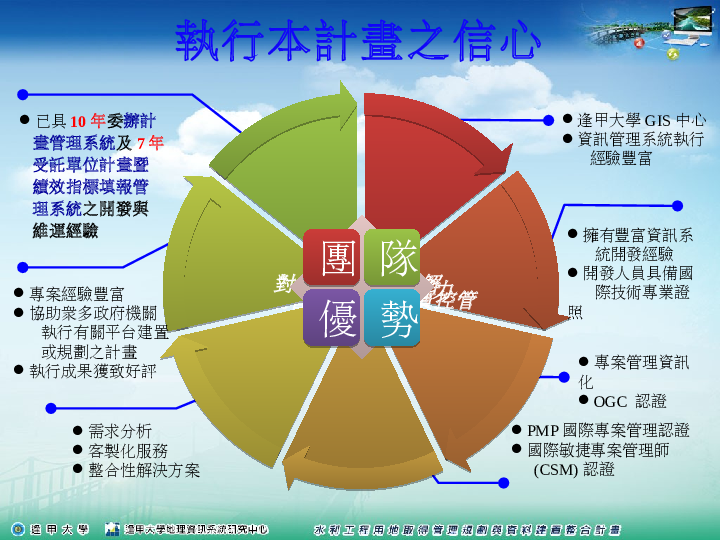 執行本計畫之信心
已具 10 年委辦計
畫管理系統及 7 年
受託單位計畫暨
績效指標填報管
理系統之開發與
維運經驗
逢甲大學 GIS 中心
資訊管理系統執行
經驗豐富
擁有豐富資訊系
統開發經驗
開發人員具備國
際技術專業證
照
專案管理資訊
化
OGC 認證
PMP 國際專案管理認證
國際敏捷專案管理師
(CSM) 認證
需求分析
客製化服務
整合性解決方案
專案經驗豐富
協助眾多政府機關
執行有關平台建置
或規劃之計畫
執行成果獲致好評
團 隊
優 勢
對
控管
逢甲大學
逢甲大學地理資訊系統研究中心
水利工程用地取得管理規劃與資料建置整合計畫